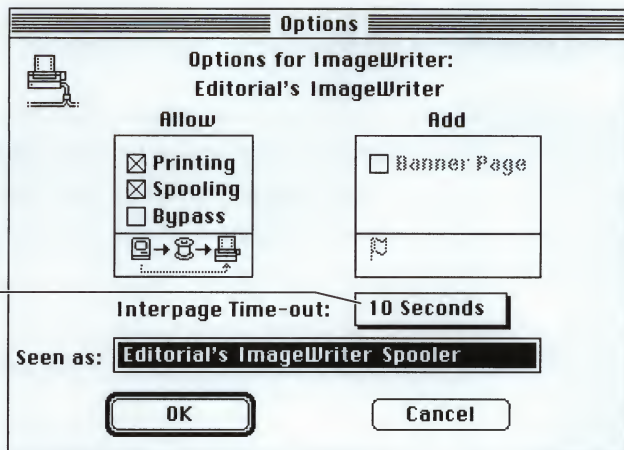 Options
Options for ImageWriter:
Editorial's ImageWriter
Allow
Add
Printing
Spooling
Bypass
Banner Page
Interpage Time-out: 10 Seconds
Seen as: Editorial's ImageWriter Spooler
OK
Cancel